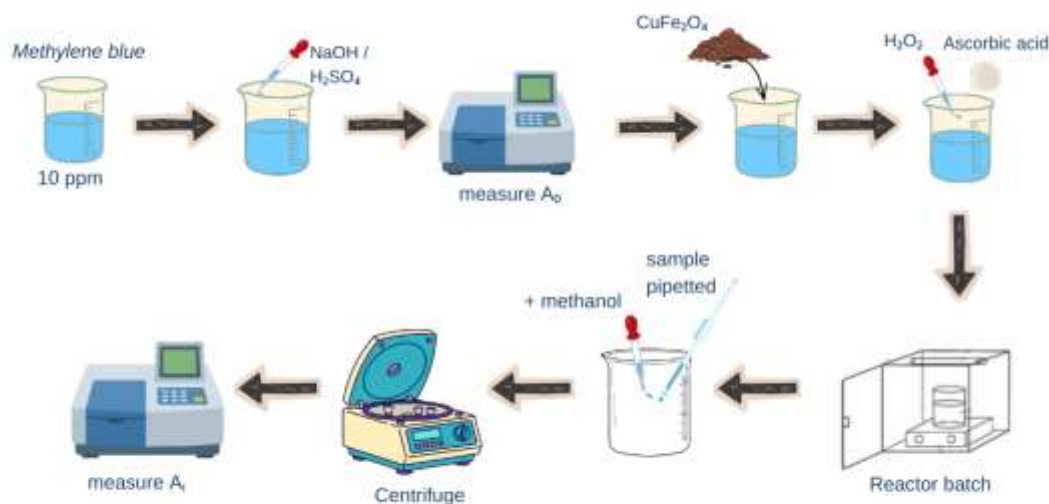 Methylene blue
10 ppm
NaOH /
H₂SO₄
measure A₀
CuFe₂O₄
H₂O₂
Ascorbic acid
sample
pipetted
+ methanol
measure Aₜ
Centrifuge
Reactor batch